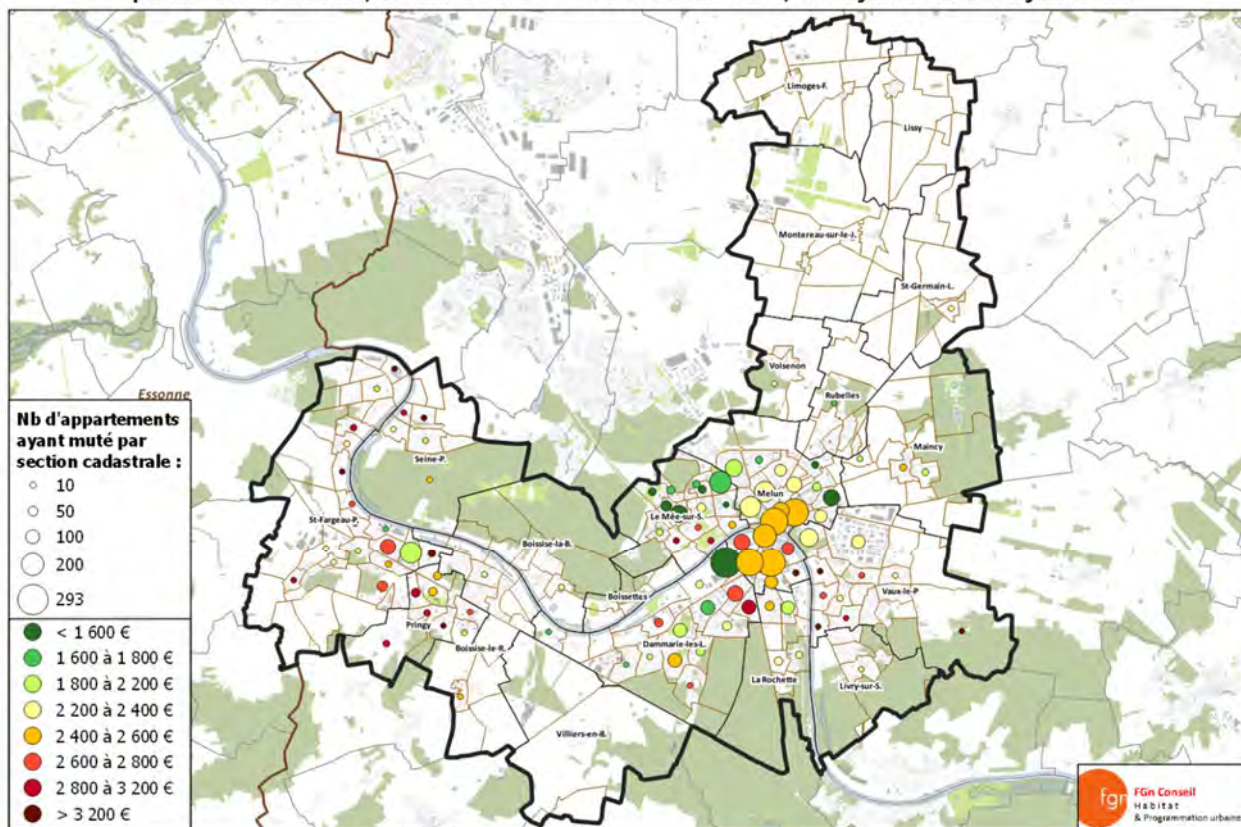 Essonne
Nb d'appartements
ayant muté par
section cadastrale :
10
50
100
200
293
< 1 600 €
1 600 à 1 800 €
1 800 à 2 200 €
2 200 à 2 400 €
2 400 à 2 600 €
2 600 à 2 800 €
2 800 à 3 200 €
> 3 200 €
Limoges-F.
Lissy
Montereau-sur-le-J.
St-Germain-L.
Voisenon
Rubelles
Maincy
Seine-P.
Melun
Le Mée-sur-S.
St-Fargeau-P.
Boissise-la-B.
Boissettes
Vaux-le-P
Pringy
Boissise-le-R.
Dammarie-les-L.
La Rochette
Livry-sur-S.
Villiers-en-B.
fgn
FGn Conseil
Habitat
& Programmation urbaine